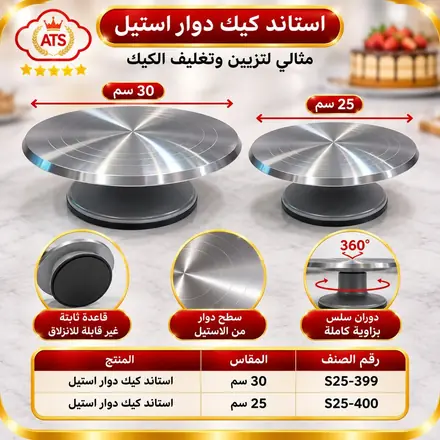 ATS
استاند كيك دوار استيل
مثالي لتزيين وتغليف الكيك
30 سم
25 سم
قاعدة ثابتة
غير قابلة للانزلاق
سطح دوار
من الاستيل
360°
دوران سلس
بزاوية كاملة
رقم الصنف المقاس المنتج
S25-399 30 سم استاند كيك دوار استيل
S25-400 25 سم استاند كيك دوار استيل